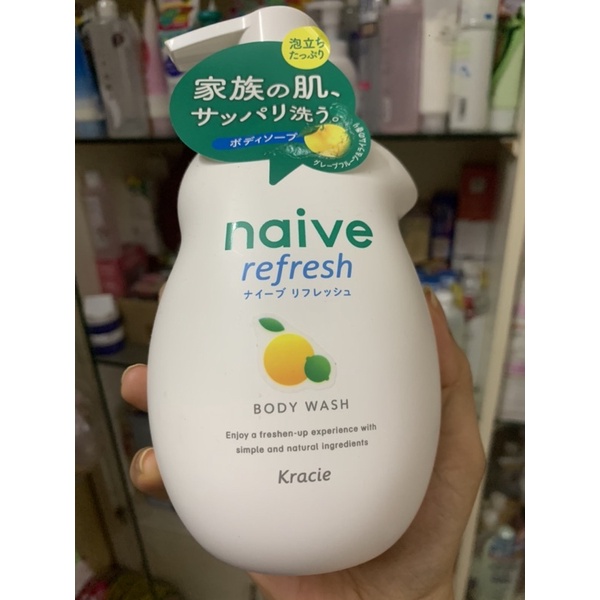 泡立ち
たっぷり
家族の肌、
サッパリ洗う。
ボディソープ
naive
refresh
ナイーブ リフレッシュ
BODY WASH
Enjoy a freshen-up experience with
simple and natural ingredients
Kracie